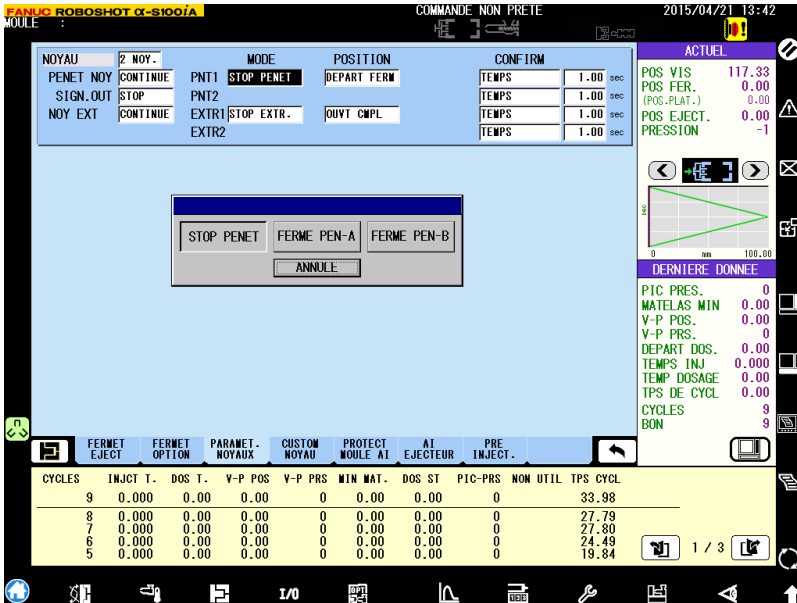 FANUC ROBOSHOT α-S100iA COMMANDE NON PRETE 2015/04/21 13:42
MOULE :
ACTUEL
NOYAU 2 NOY. MODE POSITION CONFIRM
PENET NOY CONTINUE PNT1 STOP PENET DEPART FERM TEMPS 1.00 sec
SIGN.OUT STOP PNT2 TEMPS 1.00 sec
NOY EXT CONTINUE EXTR1 STOP EXTR. OUVT CMPL TEMPS 1.00 sec
EXTR2 TEMPS 1.00 sec
POS VIS 117.33
POS FER. 0.00
(POS.PLAT.) 0.00
POS EJECT. 0.00
PRESSION -1
sec
0 mm 100.00
STOP PENET FERME PEN-A FERME PEN-B
ANNULE
DERNIERE DONNEE
PIC PRES. 0
MATELAS MIN 0.00
V-P POS. 0.00
V-P PRS. 0
DEPART DOS. 0.00
TEMPS INJ 0.000
TEMP DOSAGE 0.00
TPS DE CYCL 0.00
CYCLES 9
BON 9
FERMET EJECT
FERMET OPTION
PARAMET. NOYAUX
CUSTOM NOYAU
PROTECT MOULE AI
AI EJECTEUR
PRE INJECT.
CYCLES INJCT T. DOS T. V-P POS V-P PRS MIN MAT. DOS ST PIC-PRS NON UTIL TPS CYCL
9 0.000 0.00 0.00 0 0.00 0.00 0 33.98
8 0.000 0.00 0.00 0 0.00 0.00 0 27.79
7 0.000 0.00 0.00 0 0.00 0.00 0 27.80
6 0.000 0.00 0.00 0 0.00 0.00 0 24.49
5 0.000 0.00 0.00 0 0.00 0.00 0 19.84
1 / 3
I/O OPT